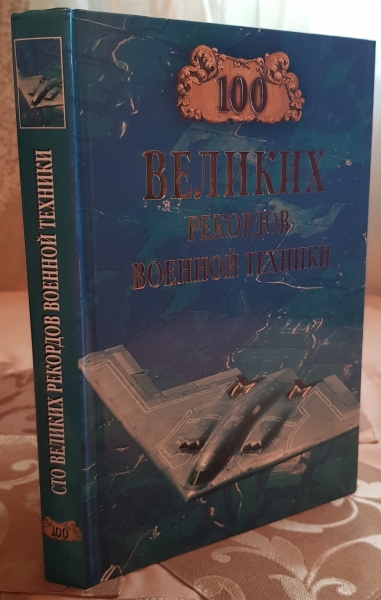 100
ВЕЛИКИХ
РЕКОРДОВ
ВОЕННОЙ ТЕХНИКИ
СТО ВЕЛИКИХ РЕКОРДОВ ВОЕННОЙ ТЕХНИКИ
100